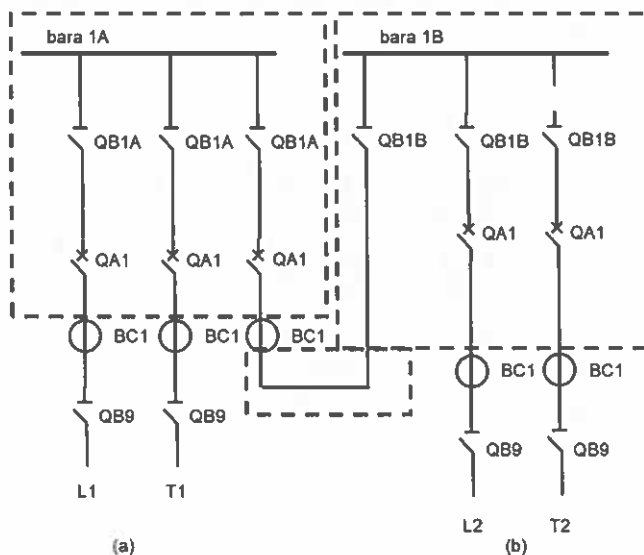 bara 1A bara 1B
QB1A QB1A QB1A QB1B QB1B QB1B
QA1 QA1 QA1 QA1 QA1
BC1 BC1 BC1
BC1 BC1
QB9 QB9
QB9 QB9
L1 T1
L2 T2
(a) (b)